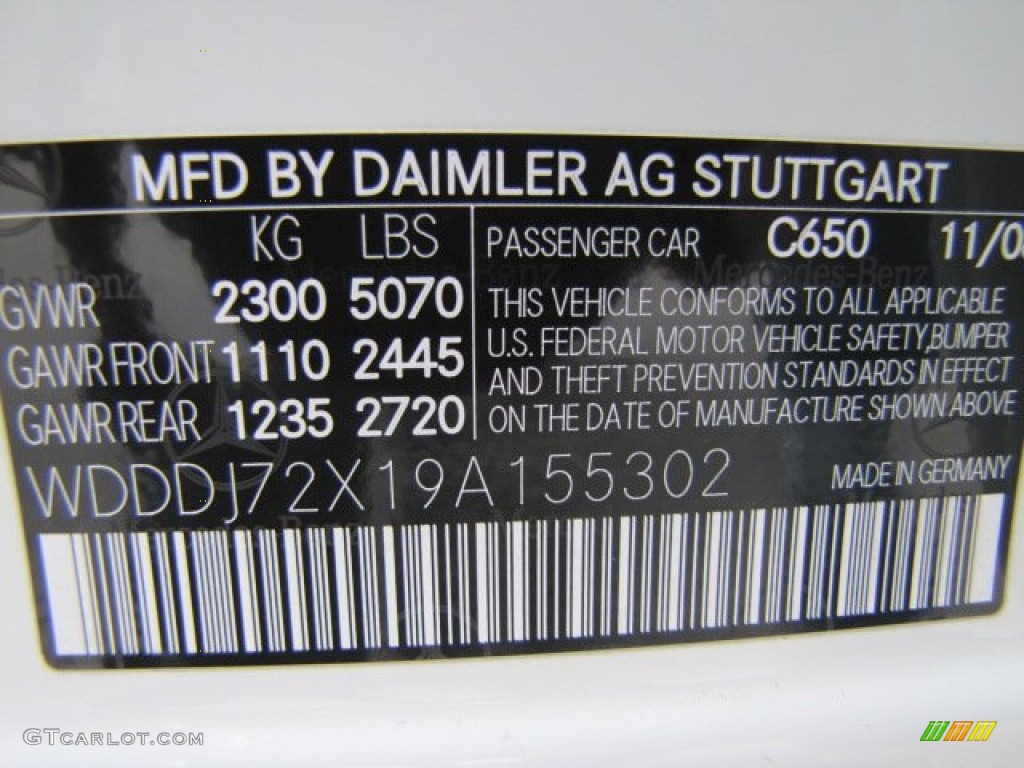 MFD BY DAIMLER AG STUTTGART
KG LBS
PASSENGER CAR C650 11/0
GVWR 2300 5070
GAWR FRONT 1110 2445
GAWR REAR 1235 2720
THIS VEHICLE CONFORMS TO ALL APPLICABLE
U.S. FEDERAL MOTOR VEHICLE SAFETY,BUMPER
AND THEFT PREVENTION STANDARDS IN EFFECT
ON THE DATE OF MANUFACTURE SHOWN ABOVE
WDDDJ72X19A155302
MADE IN GERMANY
GTCARLOT.COM